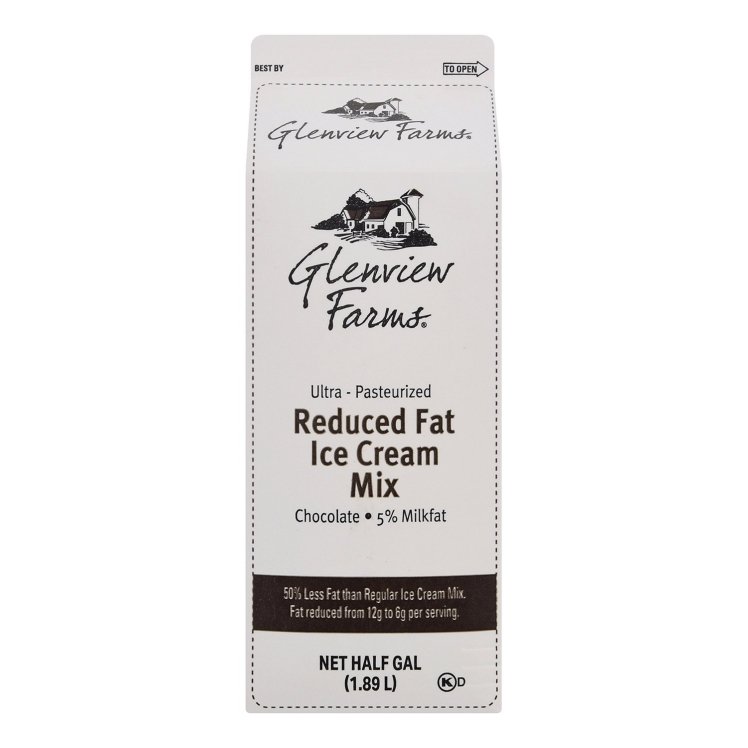 BEST BY
TO OPEN
Glenview Farms®
Glenview
Farms®
Ultra - Pasteurized
Reduced Fat
Ice Cream
Mix
Chocolate • 5% Milkfat
50% Less Fat than Regular Ice Cream Mix.
Fat reduced from 12g to 6g per serving.
NET HALF GAL
(1.89 L)
K D